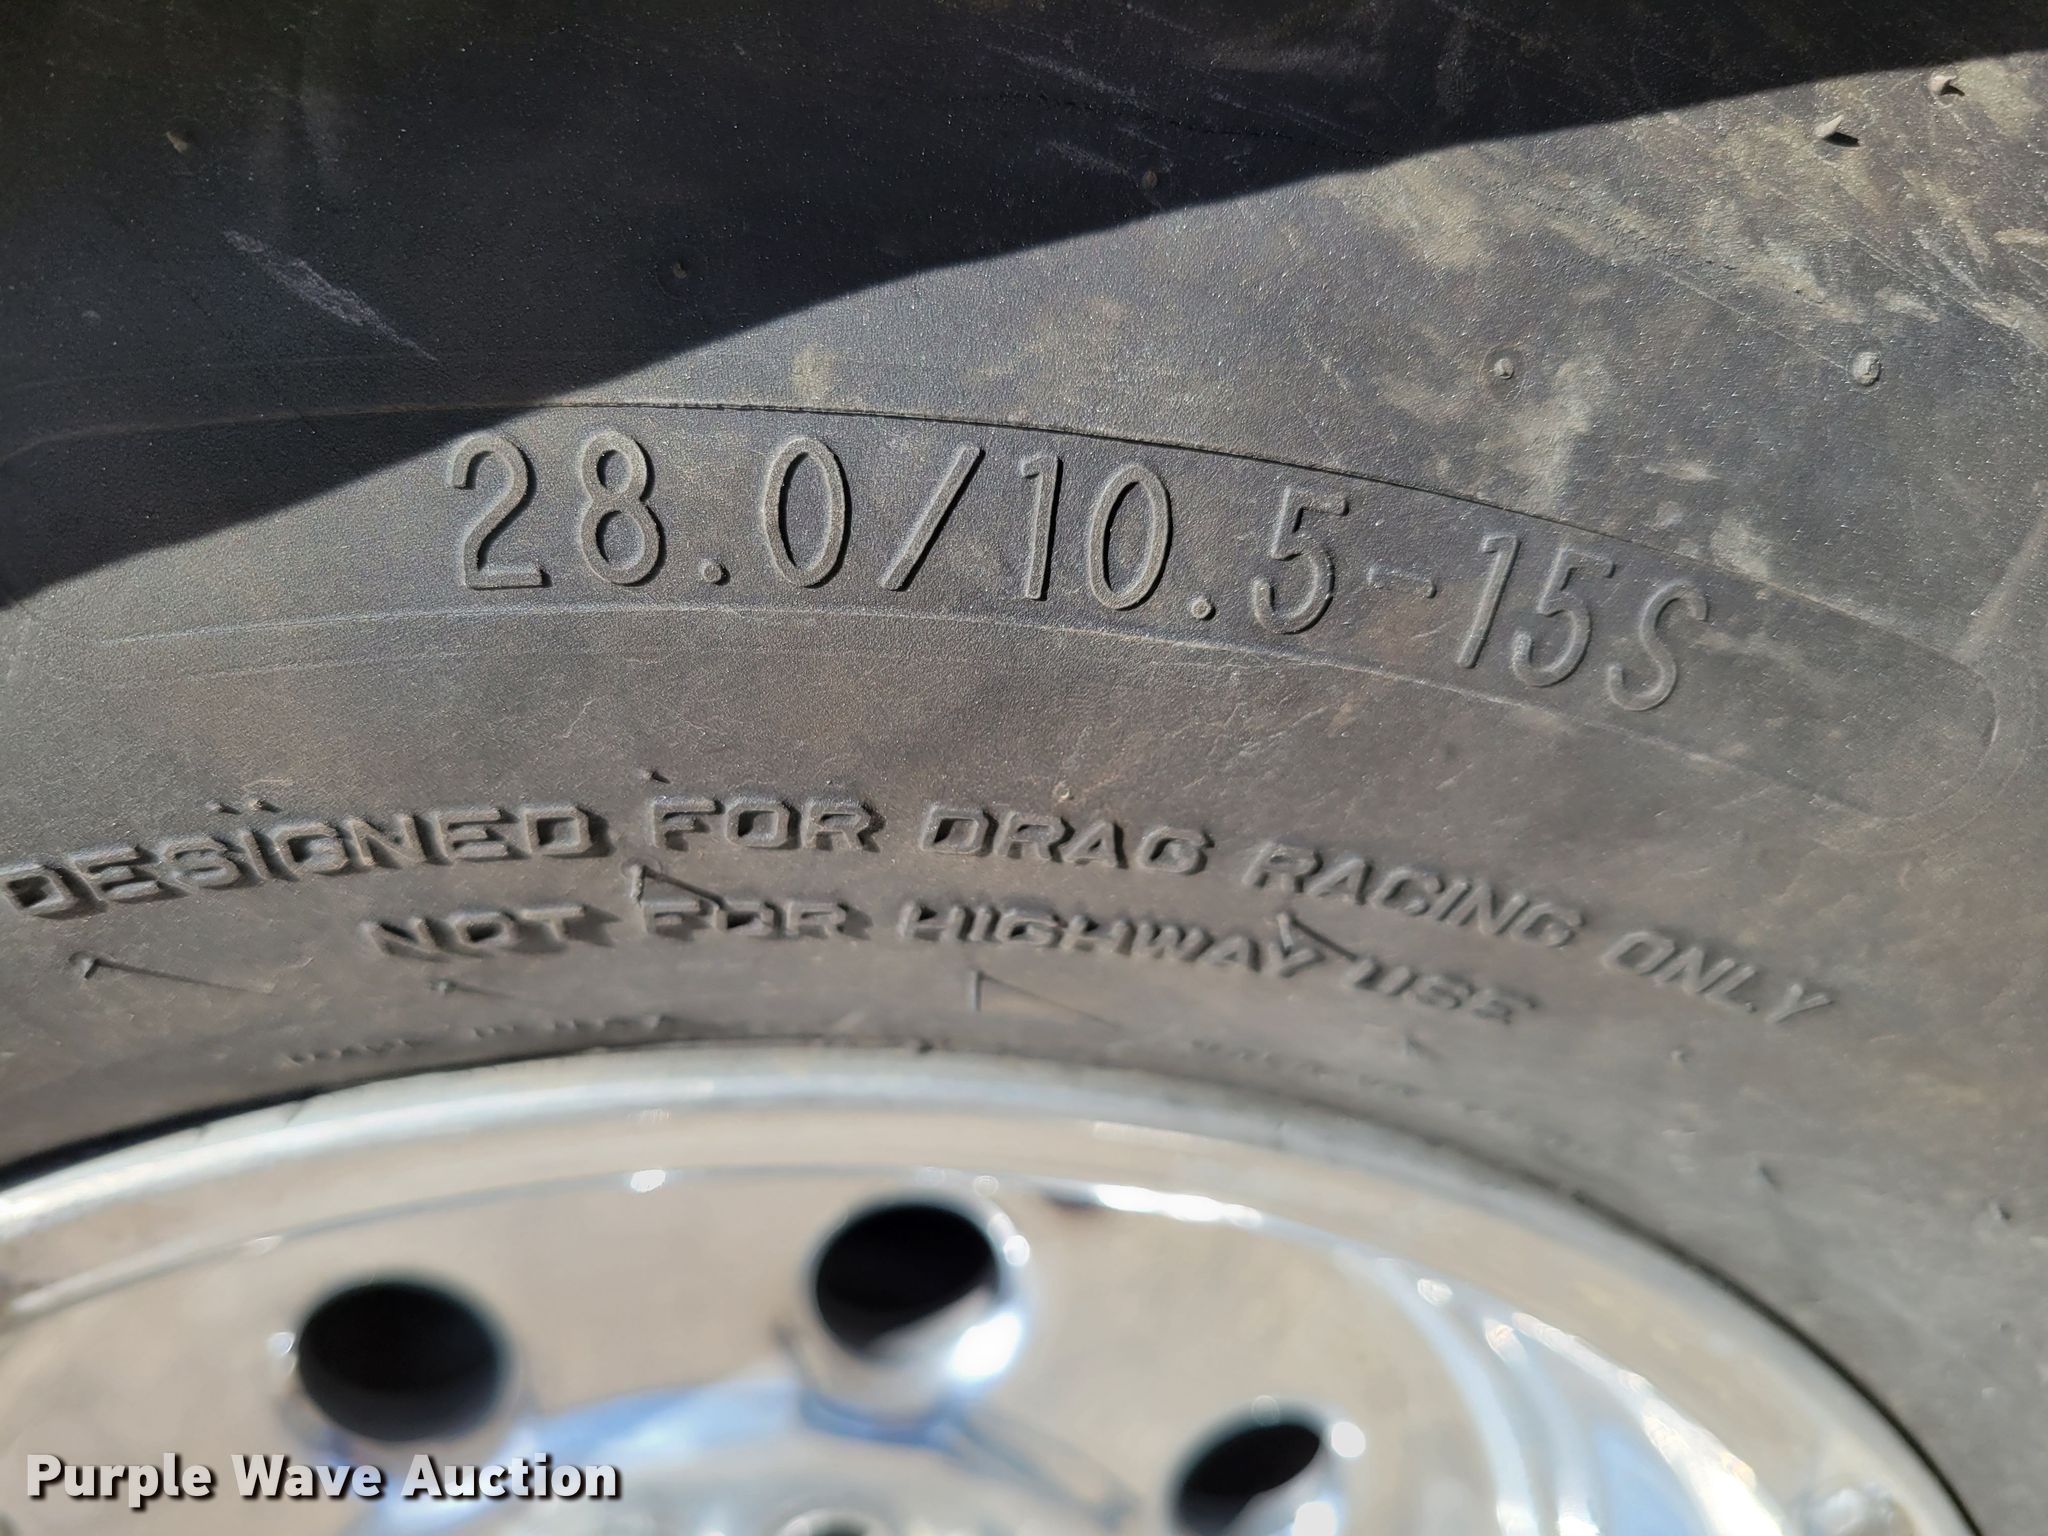 28.0/10.5-15S
DESIGNED FOR DRAG RACING ONLY
NOT FOR HIGHWAY USE
Purple Wave Auction